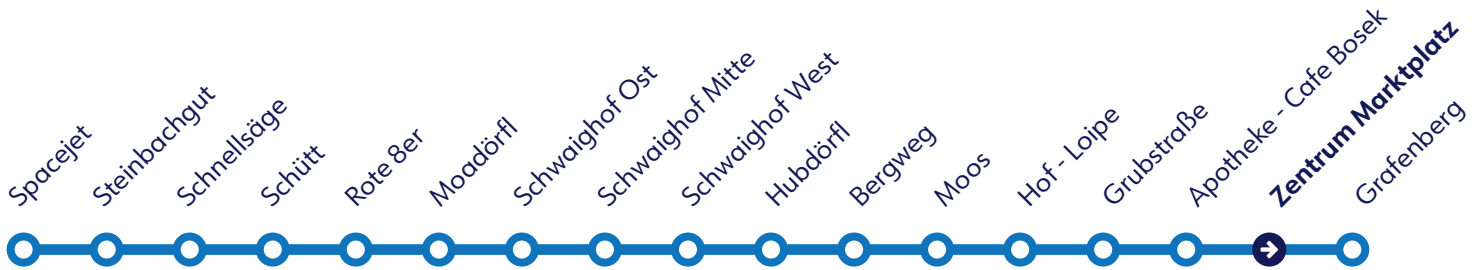 Spacejet
Steinbachgut
Schnellsäge
Schütt
Rote 8er
Moadörfl
Schwaighof Ost
Schwaighof Mitte
Schwaighof West
Hubdörfl
Bergweg
Moos
Hof - Loipe
Grubstraße
Apotheke - Cafe Bosek
Zentrum Marktplatz
Grafenberg